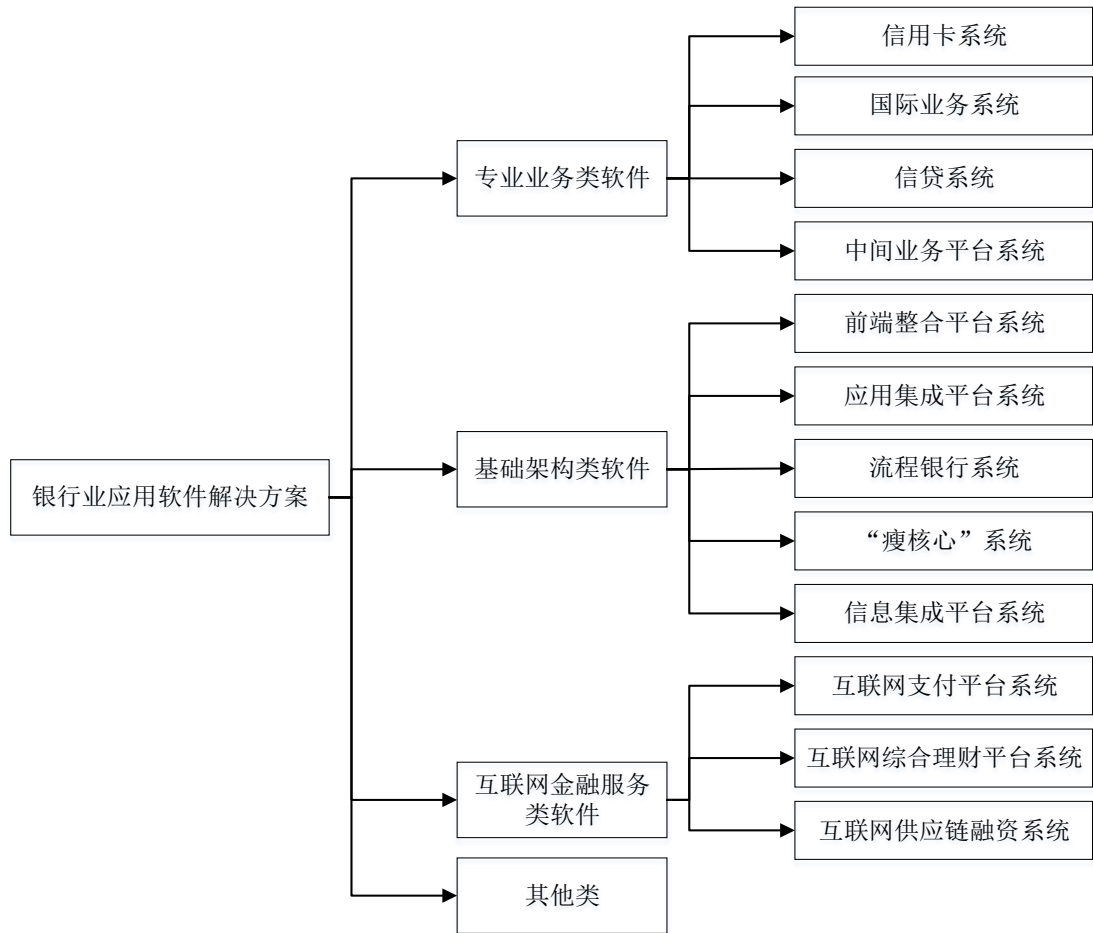 银行业应用软件解决方案
专业业务类软件
信用卡系统
国际业务系统
信贷系统
中间业务平台系统
基础架构类软件
前端整合平台系统
应用集成平台系统
流程银行系统
“瘦核心”系统
信息集成平台系统
互联网金融服务
类软件
互联网支付平台系统
互联网综合理财平台系统
互联网供应链融资系统
其他类